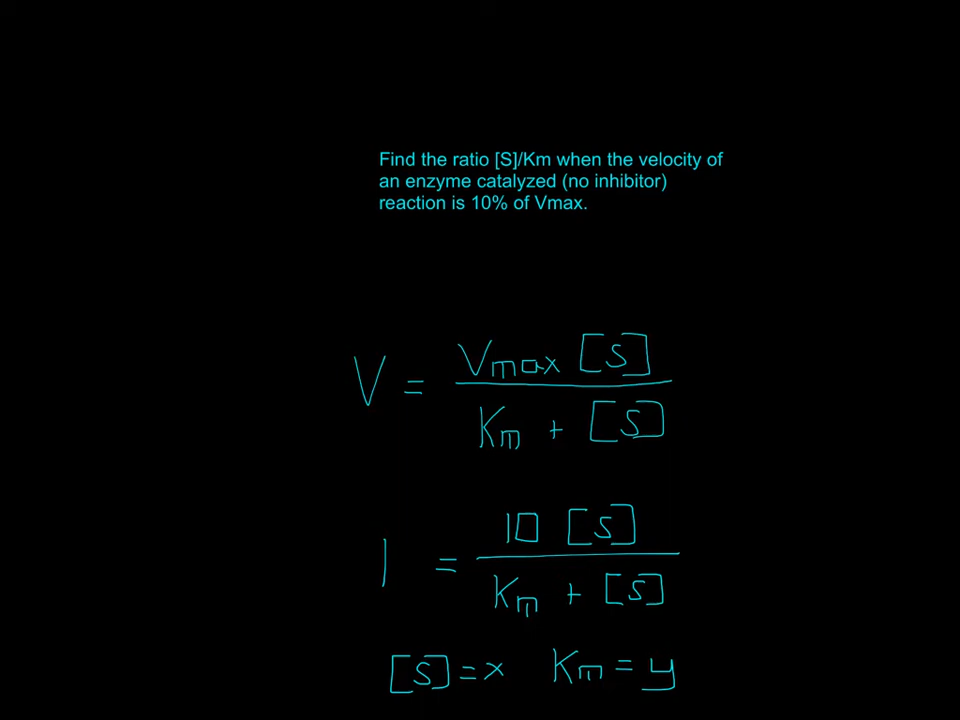 Find the ratio [S]/Km when the velocity of
an enzyme catalyzed (no inhibitor)
reaction is 10% of Vmax.
V = Vmax [S] / Km + [S]
1 = 10 [S] / Km + [S]
[S] = x Km = y